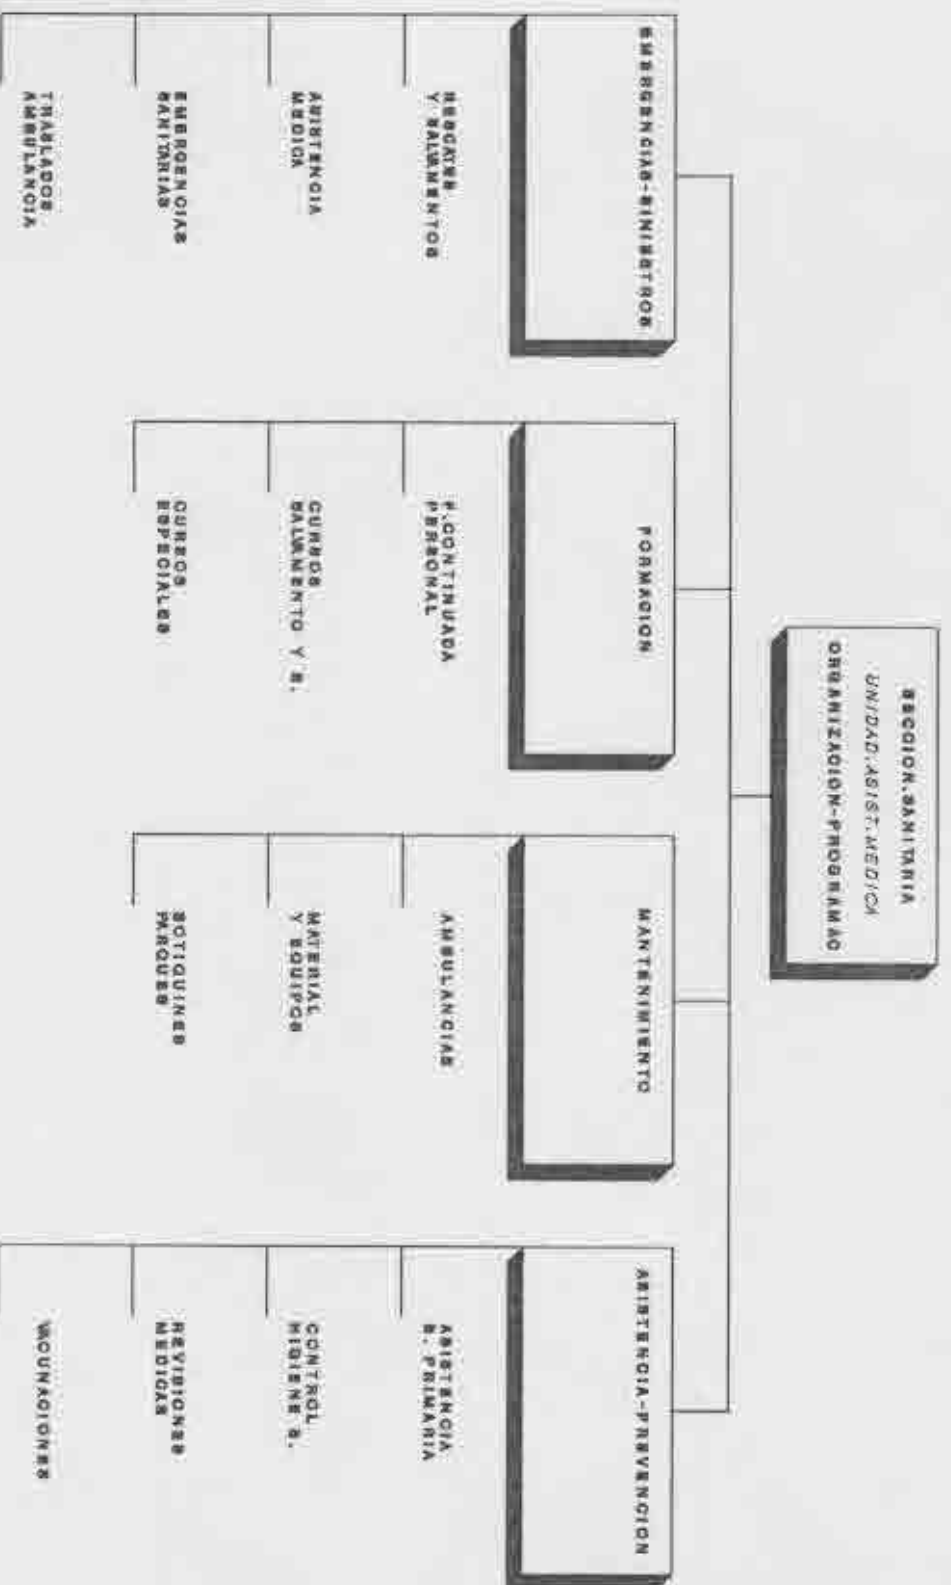 SECCION.SANITARIA
UNIDAD.ASIST.MEDICA
ORGANIZACION-PROGRAMAC
EMERGENCIAS-SINIESTROS
RESCATES
Y SALVAMENTOS
ASISTENCIA
MEDICA
EMERGENCIAS
SANITARIAS
TRASLADOS
AMBULANCIA
FORMACION
F.CONTINUADA
PERSONAL
CURSOS
SALVAMENTO Y S.
CURSOS
ESPECIALES
MANTENIMIENTO
AMBULANCIAS
MATERIAL
Y EQUIPOS
BOTIQUINES
PARQUES
ASISTENCIA-PREVENCION
ASISTENCIA
S. PRIMARIA
CONTROL
HIGIENE S.
REVISIONES
MEDICAS
VACUNACIONES